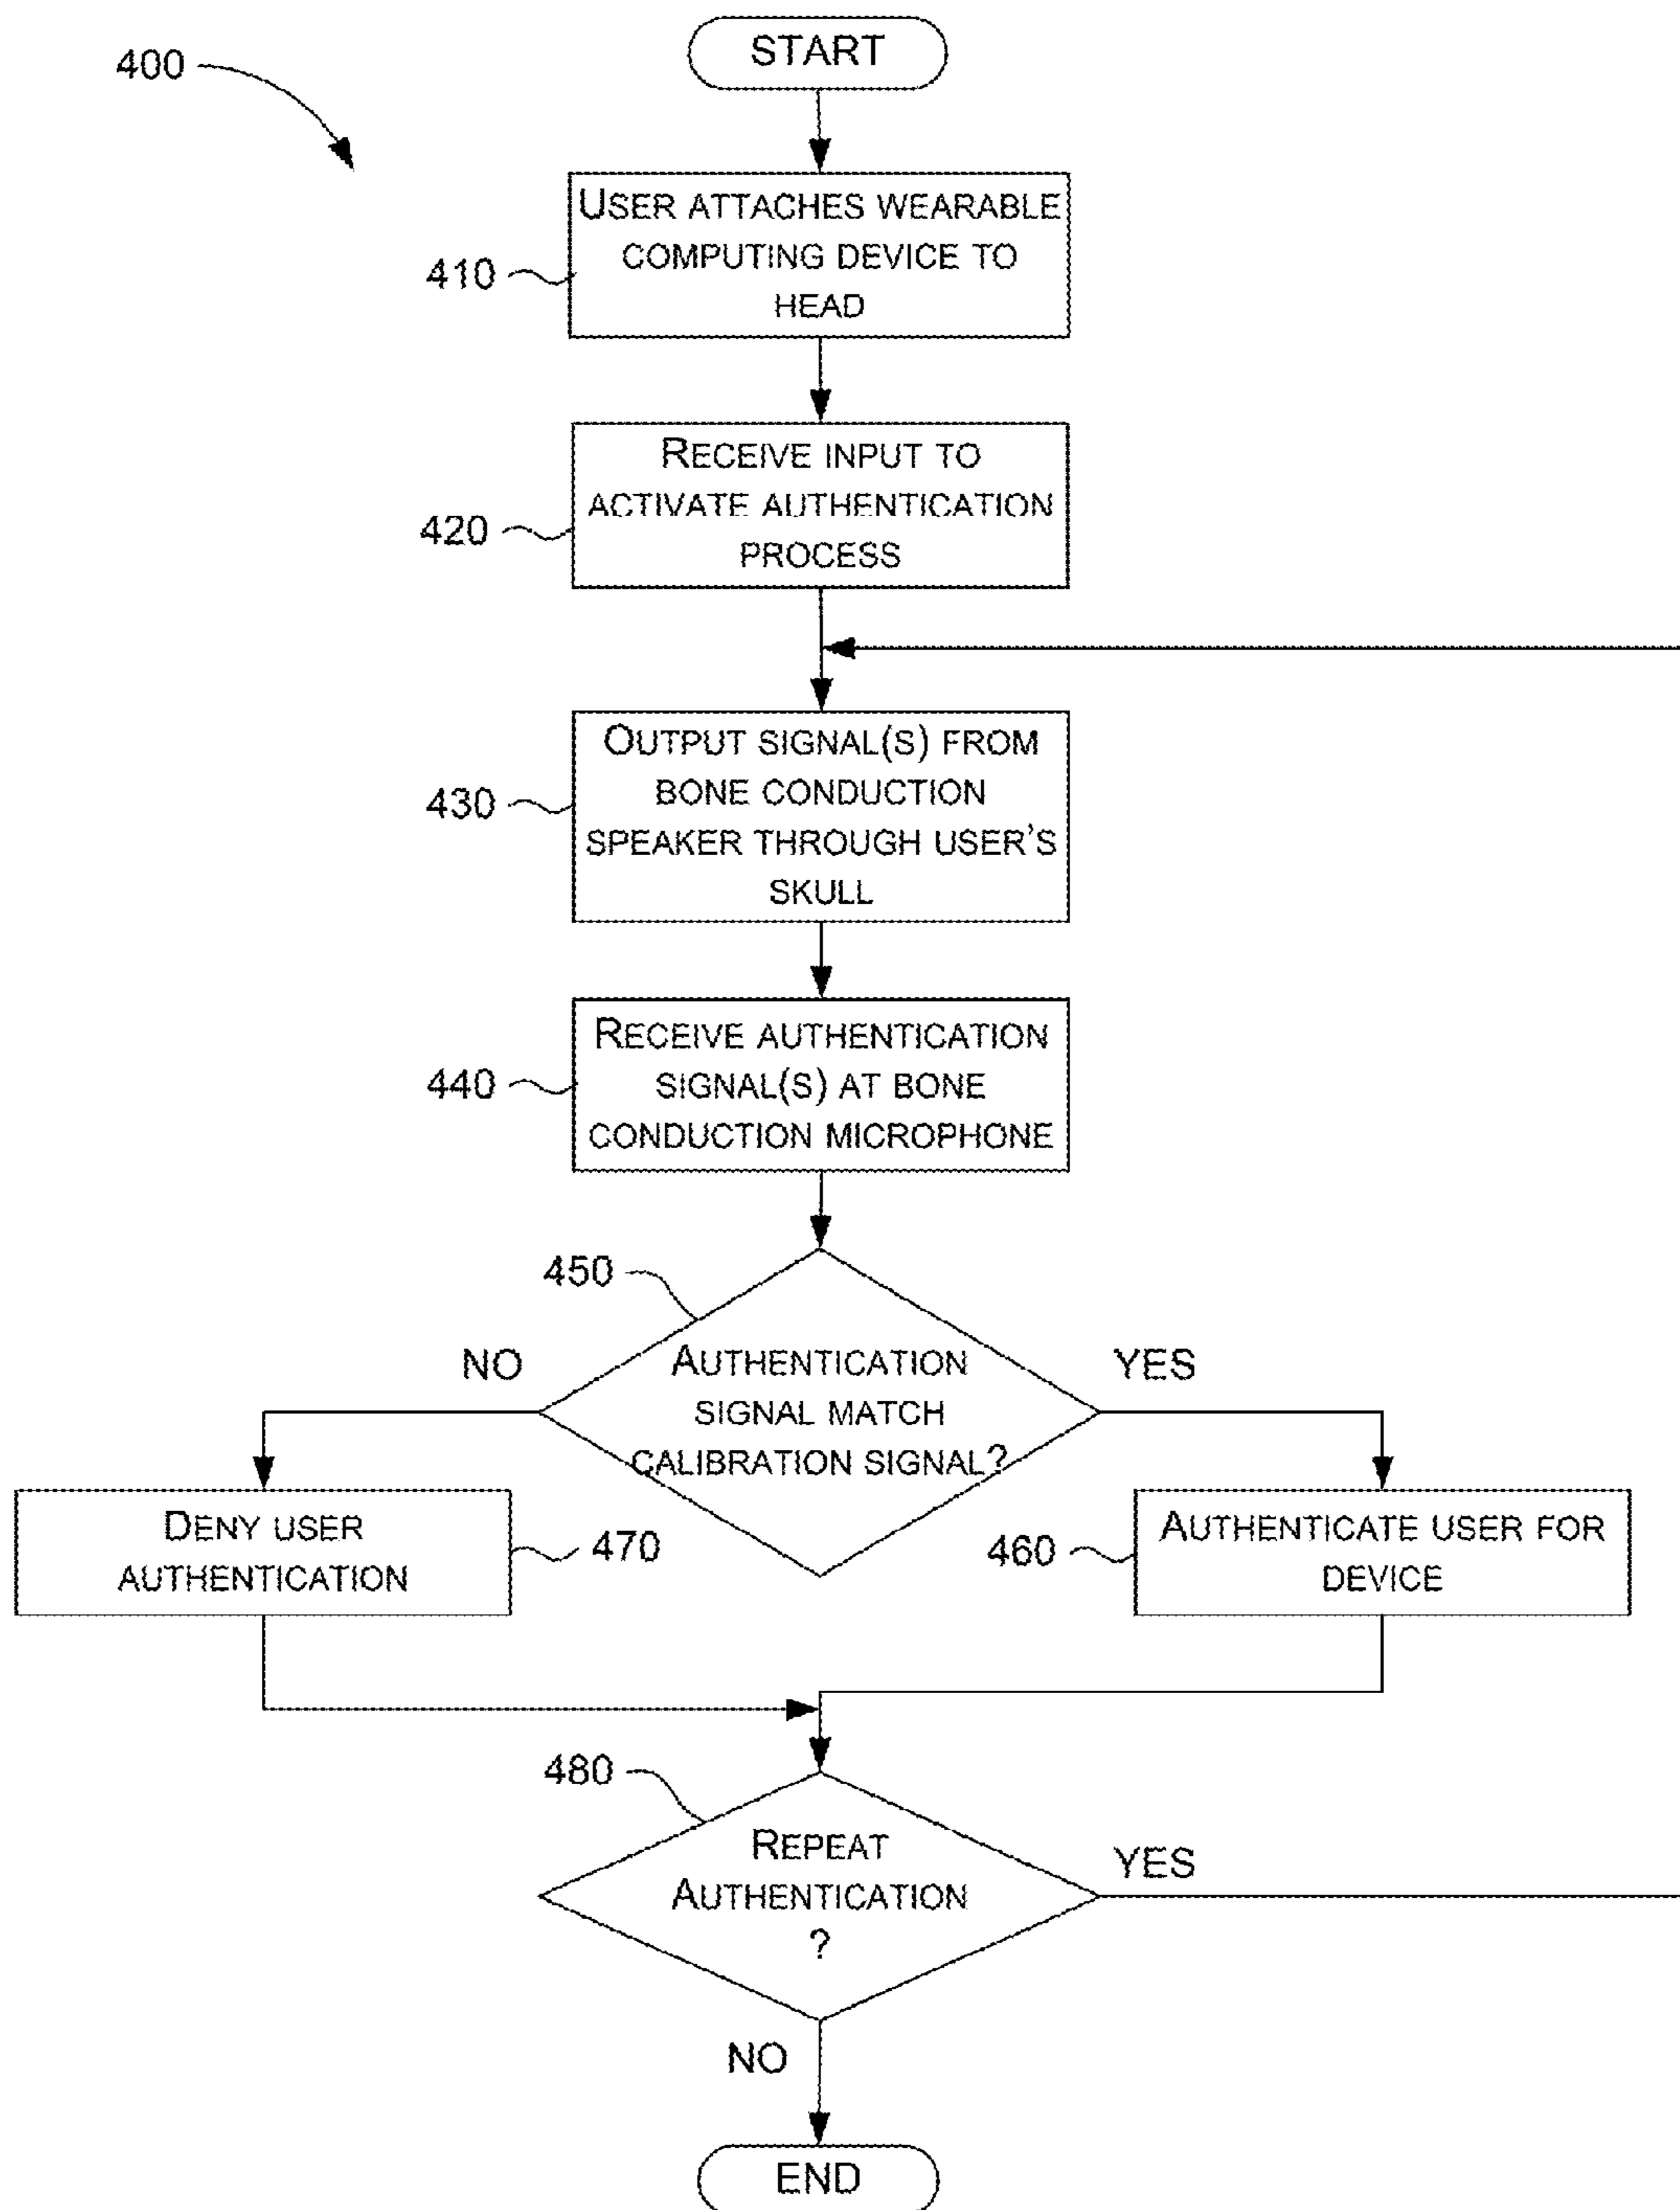 START
400
USER ATTACHES WEARABLE
COMPUTING DEVICE TO
HEAD
410
RECEIVE INPUT TO
ACTIVATE AUTHENTICATION
PROCESS
420
OUTPUT SIGNAL(S) FROM
BONE CONDUCTION
SPEAKER THROUGH USER'S
SKULL
430
RECEIVE AUTHENTICATION
SIGNAL(S) AT BONE
CONDUCTION MICROPHONE
440
450
NO
AUTHENTICATION
SIGNAL MATCH
CALIBRATION SIGNAL?
YES
DENY USER
AUTHENTICATION
470
460
AUTHENTICATE USER FOR
DEVICE
480
REPEAT
AUTHENTICATION
?
YES
NO
END